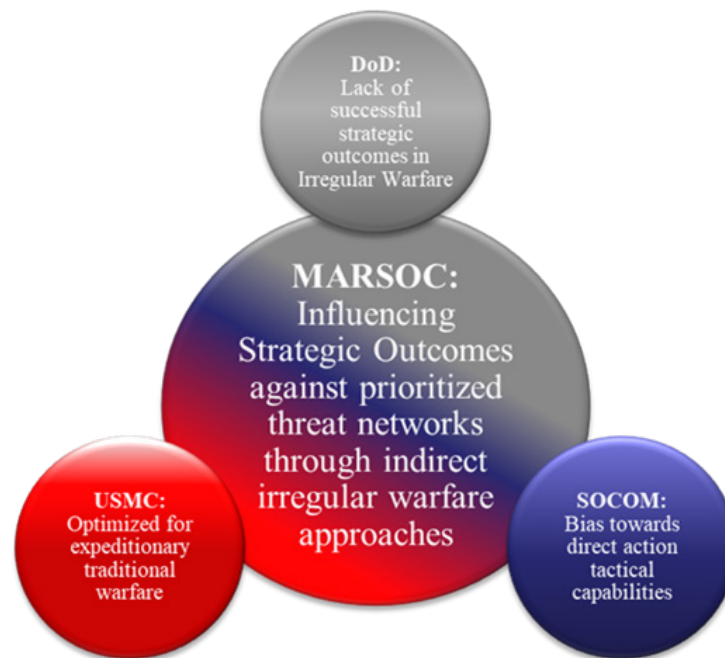 DoD:
Lack of
successful
strategic
outcomes in
Irregular Warfare
MARSOC:
Influencing
Strategic Outcomes
against prioritized
threat networks
through indirect
irregular warfare
approaches
USMC:
Optimized for
expeditionary
traditional
warfare
SOCOM:
Bias towards
direct action
tactical
capabilities